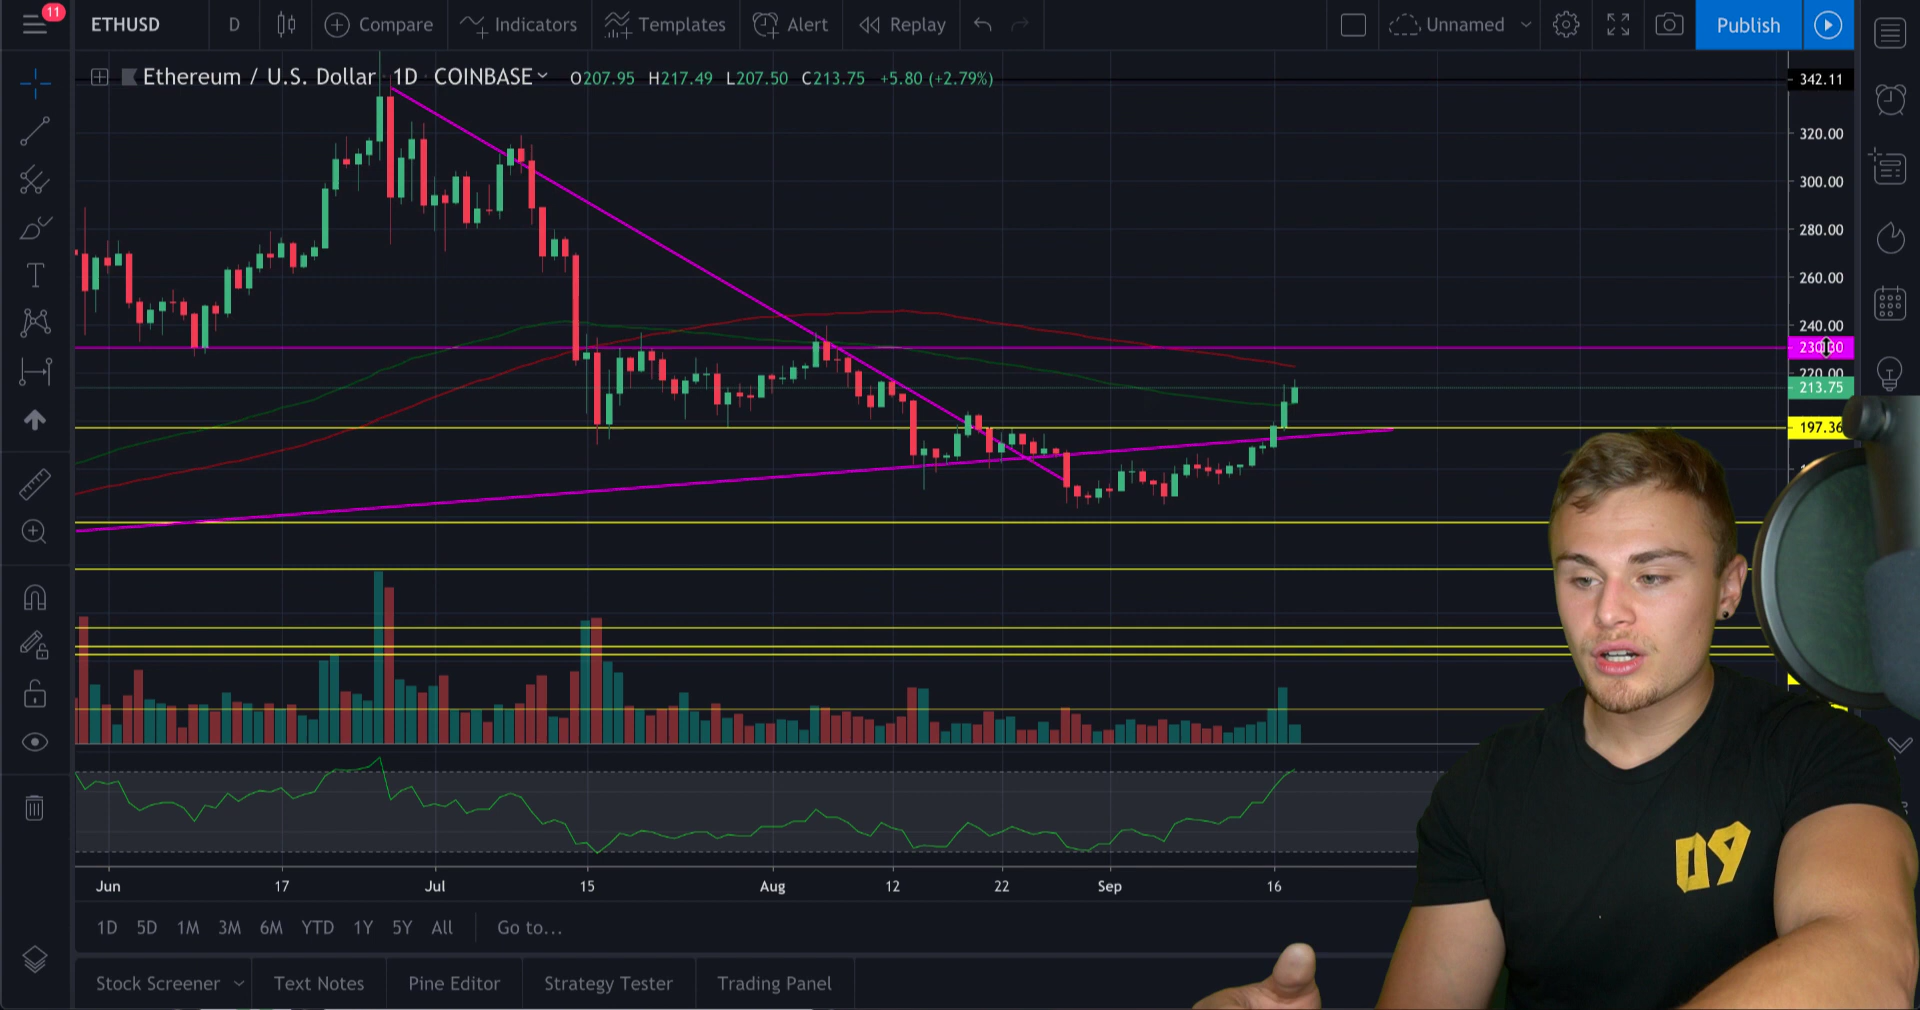 11
ETHUSD D Compare Indicators Templates Alert Replay Unnamed Publish
Ethereum / U.S. Dollar 1D COINBASE O207.95 H217.49 L207.50 C213.75 +5.80 (+2.79%)
342.11
320.00
300.00
280.00
260.00
240.00
220.00
213.75
197.36
09
Jun 17 Jul 15 Aug 12 22 Sep 16
1D 5D 1M 3M 6M YTD 1Y 5Y All Go to...
Stock Screener Text Notes Pine Editor Strategy Tester Trading Panel